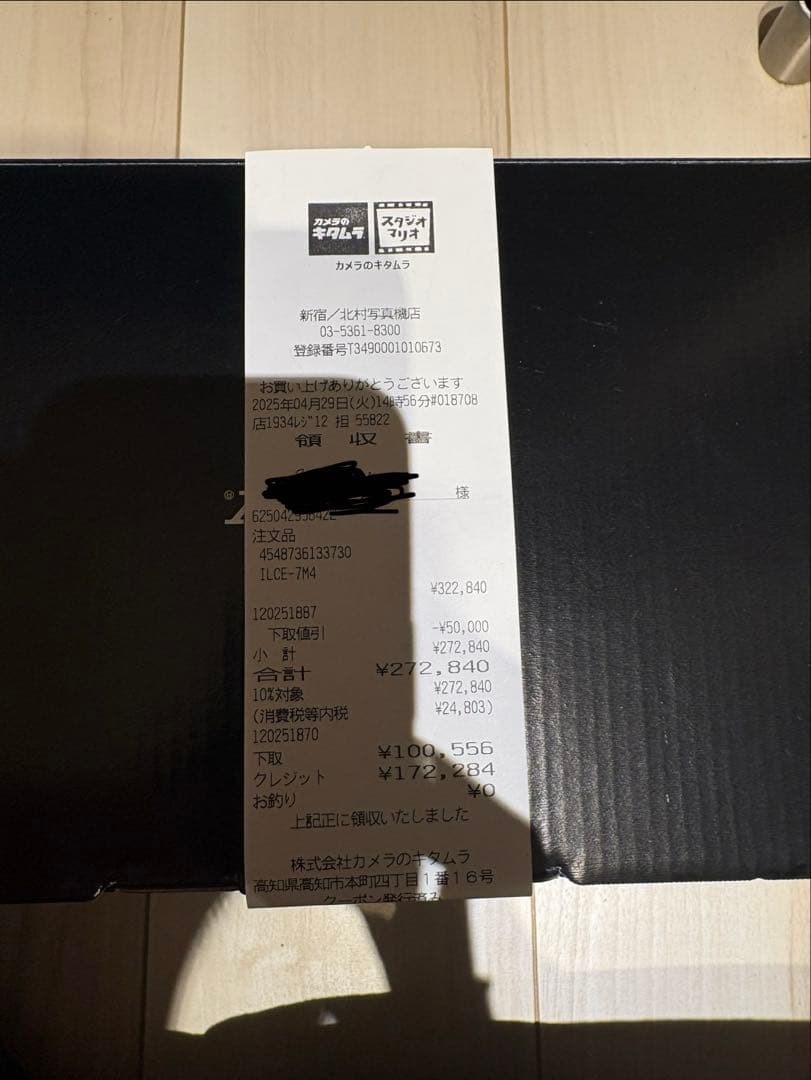 カメラの
キタムラ
スタジオ
マリオ
カメラのキタムラ
新宿/北村写真機店
03-5361-8300
登録番号T3490001010673
お買い上げありがとうございます
2025年04月29日(火)14時56分#018708
店1934レジ12 担 55822
領 収 書
様
注文品
4548736133730
ILCE-7M4
¥322,840
120251887
下取値引 -¥50,000
小 計 ¥272,840
合計 ¥272,840
10%対象 ¥272,840
(消費税等内税 ¥24,803)
120251870
下取 ¥100,556
クレジット ¥172,284
お釣り ¥0
上記正に領収いたしました
株式会社カメラのキタムラ
高知県高知市本町四丁目1番16号
クーポン発行済み